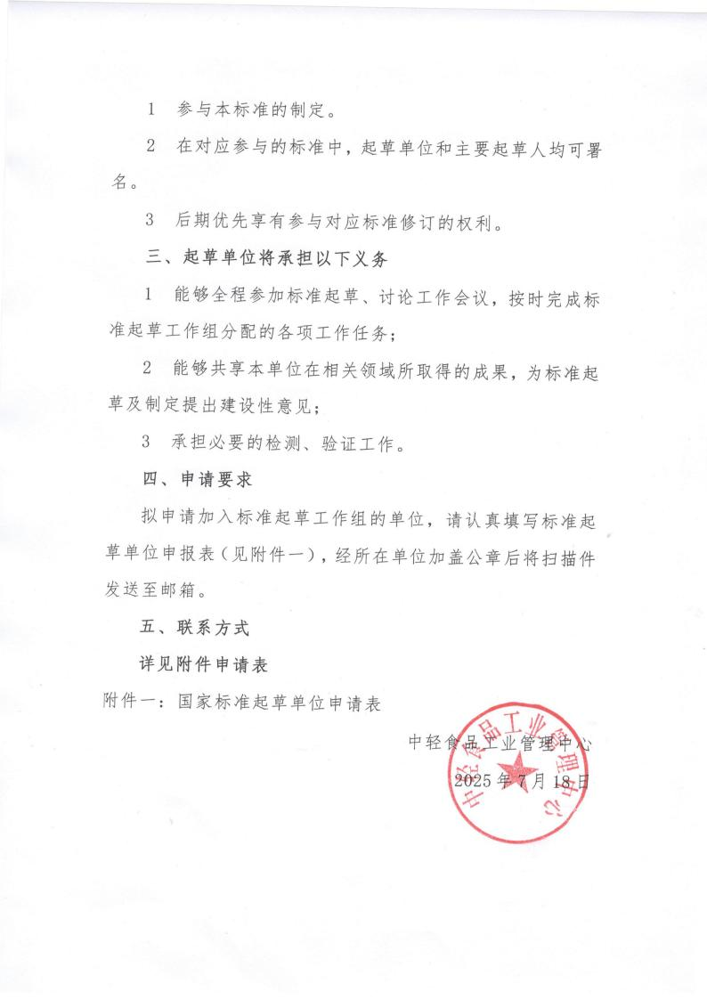 1 参与本标准的制定。
2 在对应参与的标准中，起草单位和主要起草人均可署
名。
3 后期优先享有参与对应标准修订的权利。
三、起草单位将承担以下义务
1 能够全程参加标准起草、讨论工作会议，按时完成标
准起草工作组分配的各项工作任务；
2 能够共享本单位在相关领域所取得的成果，为标准起
草及制定提出建设性意见；
3 承担必要的检测、验证工作。
四、申请要求
拟申请加入标准起草工作组的单位，请认真填写标准起
草单位申报表（见附件一），经所在单位加盖公章后将扫描件
发送至邮箱。
五、联系方式
详见附件申请表
附件一：国家标准起草单位申请表
中轻食品工业管理中心
2025年7月18日
中轻食品工业管理中心